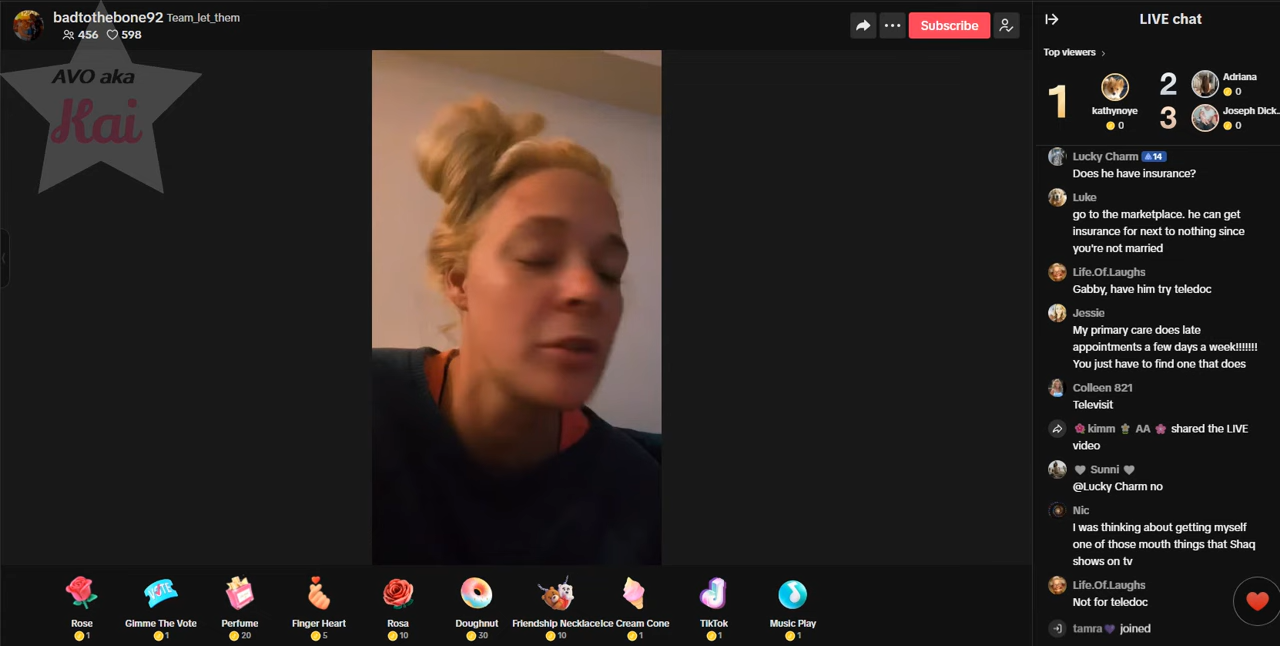 badtothebone92 Team_let_them
456 598
Subscribe
AVO aka
Kai
LIVE chat
Top viewers
1
kathynoye
0
2
Adriana
0
3
Joseph Dick..
0
Lucky Charm 14
Does he have insurance?
Luke
go to the marketplace. he can get
insurance for next to nothing since
you're not married
Life.Of.Laughs
Gabby, have him try teledoc
Jessie
My primary care does late
appointments a few days a week!!!!!!!
You just have to find one that does
Colleen 821
Televisit
🌺kimm 🌷 AA 🌸 shared the LIVE
video
🤍 Sunni 🤍
@Lucky Charm no
Nic
I was thinking about getting myself
one of those mouth things that Shaq
shows on tv
Life.Of.Laughs
Not for teledoc
tamra💜 joined
Rose
1
Gimme The Vote
1
Perfume
20
Finger Heart
5
Rosa
10
Doughnut
30
Friendship Necklace
10
Ice Cream Cone
1
TikTok
1
Music Play
1